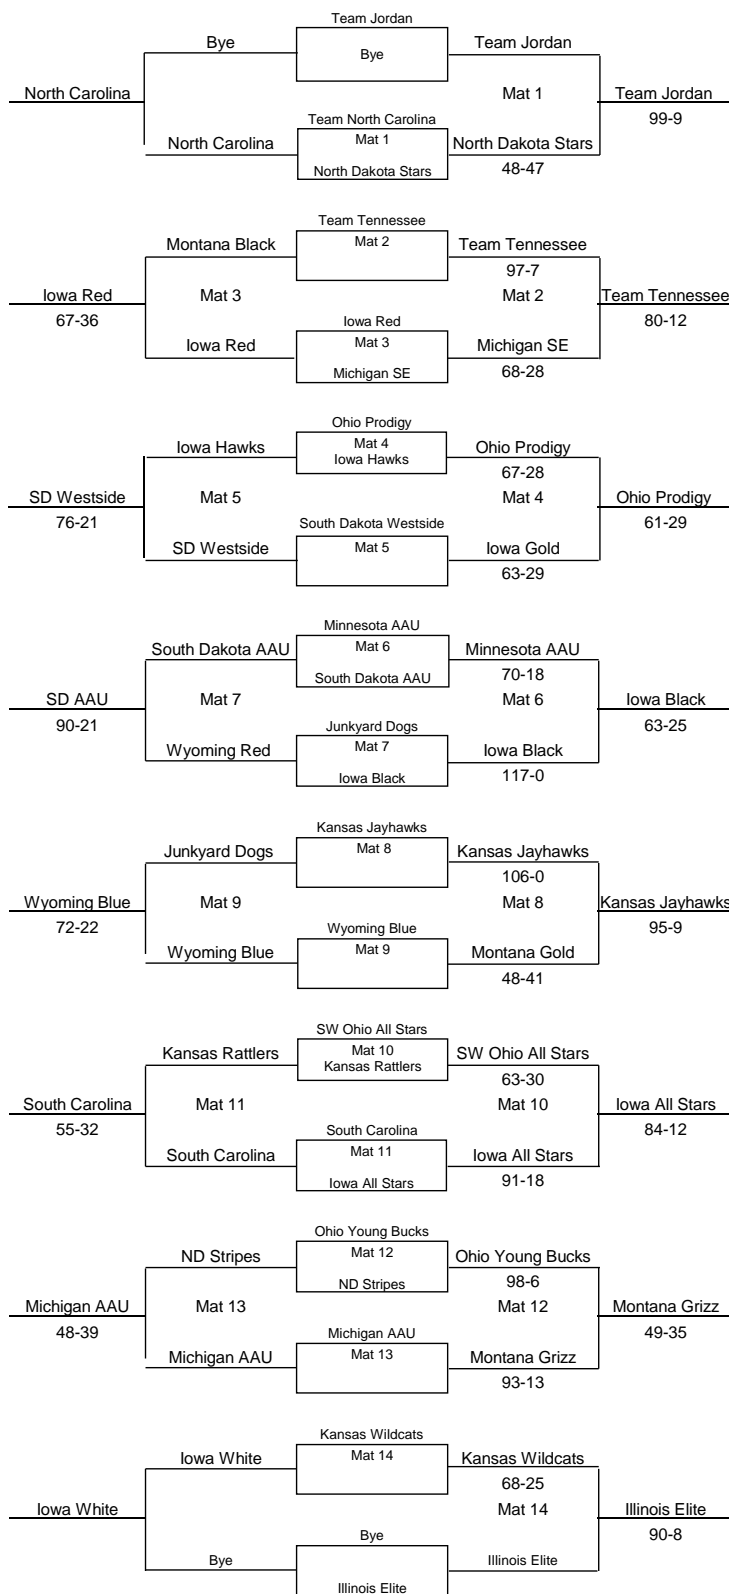 Team Jordan
Bye Bye Team Jordan
North Carolina Mat 1 Team Jordan
99-9
Team North Carolina
North Carolina Mat 1 North Dakota Stars
North Dakota Stars 48-47
Team Tennessee
Montana Black Mat 2 Team Tennessee
97-7
Iowa Red Mat 3 Mat 2 Team Tennessee
67-36 80-12
Iowa Red
Iowa Red Mat 3 Michigan SE
Michigan SE 68-28
Ohio Prodigy
Iowa Hawks Mat 4 Ohio Prodigy
Iowa Hawks 67-28
SD Westside Mat 5 Mat 4 Ohio Prodigy
76-21 61-29
South Dakota Westside
SD Westside Mat 5 Iowa Gold
63-29
Minnesota AAU
South Dakota AAU Mat 6 Minnesota AAU
South Dakota AAU 70-18
SD AAU Mat 7 Mat 6 Iowa Black
90-21 63-25
Junkyard Dogs
Wyoming Red Mat 7 Iowa Black
Iowa Black 117-0
Kansas Jayhawks
Junkyard Dogs Mat 8 Kansas Jayhawks
106-0
Wyoming Blue Mat 9 Mat 8 Kansas Jayhawks
72-22 95-9
Wyoming Blue
Wyoming Blue Mat 9 Montana Gold
48-41
SW Ohio All Stars
Kansas Rattlers Mat 10 SW Ohio All Stars
Kansas Rattlers 63-30
South Carolina Mat 11 Mat 10 Iowa All Stars
55-32 84-12
South Carolina
South Carolina Mat 11 Iowa All Stars
Iowa All Stars 91-18
Ohio Young Bucks
ND Stripes Mat 12 Ohio Young Bucks
ND Stripes 98-6
Michigan AAU Mat 13 Mat 12 Montana Grizz
48-39 49-35
Michigan AAU
Michigan AAU Mat 13 Montana Grizz
93-13
Kansas Wildcats
Iowa White Mat 14 Kansas Wildcats
68-25
Iowa White Mat 14 Illinois Elite
90-8
Bye
Bye Illinois Elite
Illinois Elite